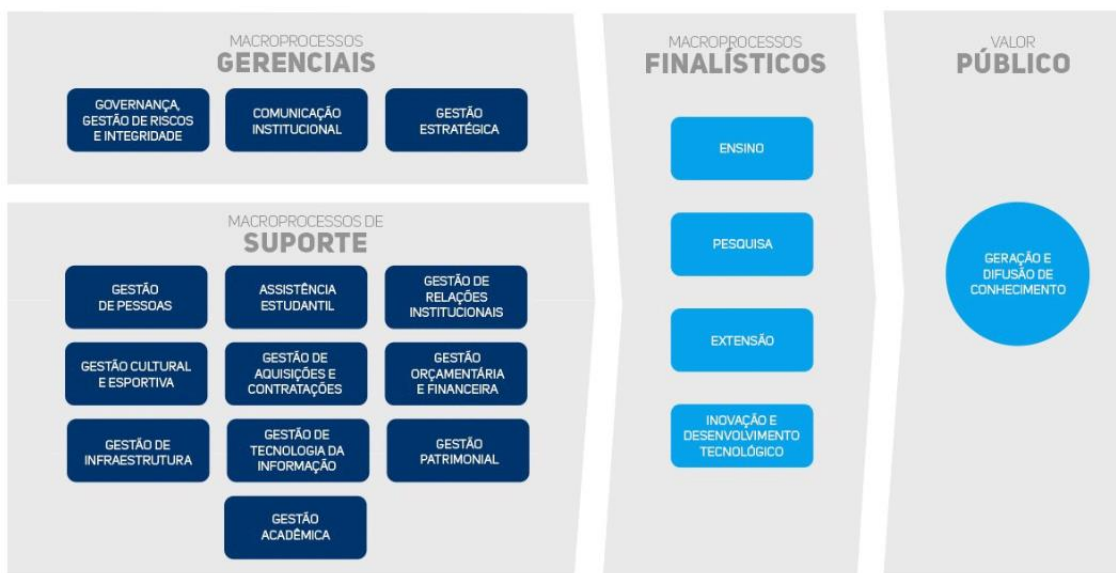 MACROPROCESSOS
GERENCIAIS
GOVERNANÇA,
GESTÃO DE RISCOS
E INTEGRIDADE
COMUNICAÇÃO
INSTITUCIONAL
GESTÃO
ESTRATÉGICA
MACROPROCESSOS DE
SUPORTE
GESTÃO
DE PESSOAS
ASSISTÊNCIA
ESTUDANTIL
GESTÃO DE
RELAÇÕES
INSTITUCIONAIS
GESTÃO CULTURAL
E ESPORTIVA
GESTÃO DE
AQUISIÇÕES E
CONTRATAÇÕES
GESTÃO
ORÇAMENTÁRIA
E FINANCEIRA
GESTÃO DE
INFRAESTRUTURA
GESTÃO DE
TECNOLOGIA DA
INFORMAÇÃO
GESTÃO
PATRIMONIAL
GESTÃO
ACADÊMICA
MACROPROCESSOS
FINALÍSTICOS
ENSINO
PESQUISA
EXTENSÃO
INOVAÇÃO E
DESENVOLVIMENTO
TECNOLÓGICO
VALOR
PÚBLICO
GERAÇÃO E
DIFUSÃO DE
CONHECIMENTO